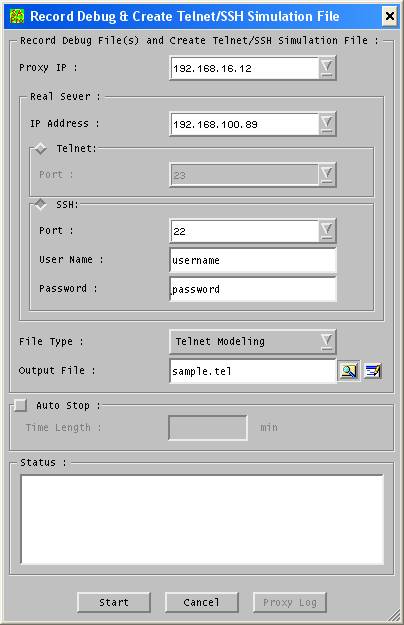 Record Debug & Create Telnet/SSH Simulation File
Record Debug File(s) and Create Telnet/SSH Simulation File :
Proxy IP : 192.168.16.12
Real Sever :
IP Address : 192.168.100.89
Telnet:
Port : 23
SSH:
Port : 22
User Name : username
Password : password
File Type : Telnet Modeling
Output File : sample.tel
Auto Stop :
Time Length : min
Status :
Start Cancel Proxy Log